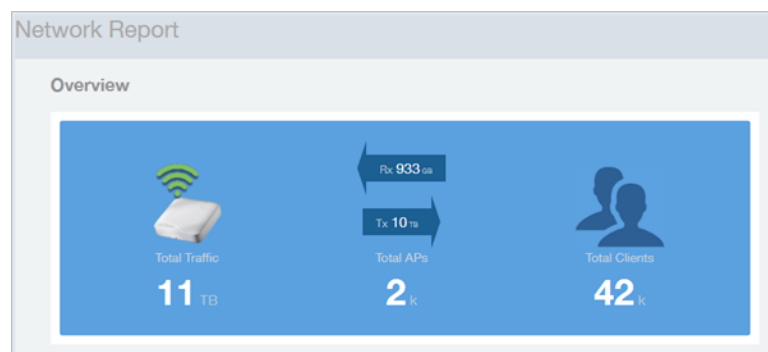 Network Report
Overview
Rx 933 GB
Tx 10 TB
Total Traffic
Total APs
Total Clients
11 TB
2 k
42 k